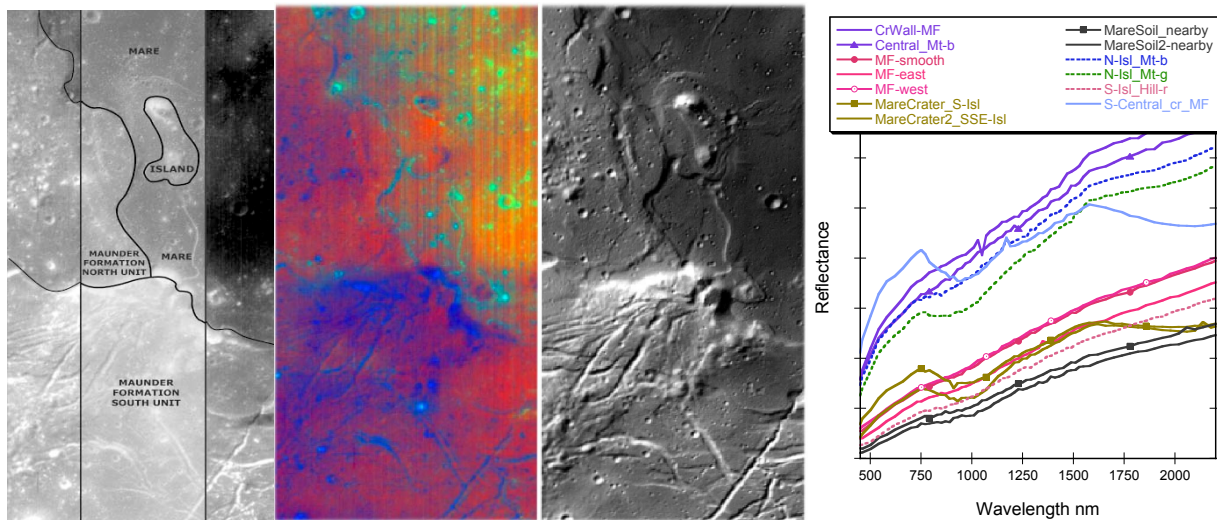 MARE
ISLAND
MAUNDER
FORMATION
NORTH UNIT
MARE
MAUNDER
FORMATION
SOUTH UNIT
CrWall-MF
Central_Mt-b
MF-smooth
MF-east
MF-west
MareCrater_S-Isl
MareCrater2_SSE-Isl
MareSoil_nearby
MareSoil2-nearby
N-Isl_Mt-b
N-Isl_Mt-g
S-Isl_Hill-r
S-Central_cr_MF
Reflectance
500 750 1000 1250 1500 1750 2000
Wavelength nm